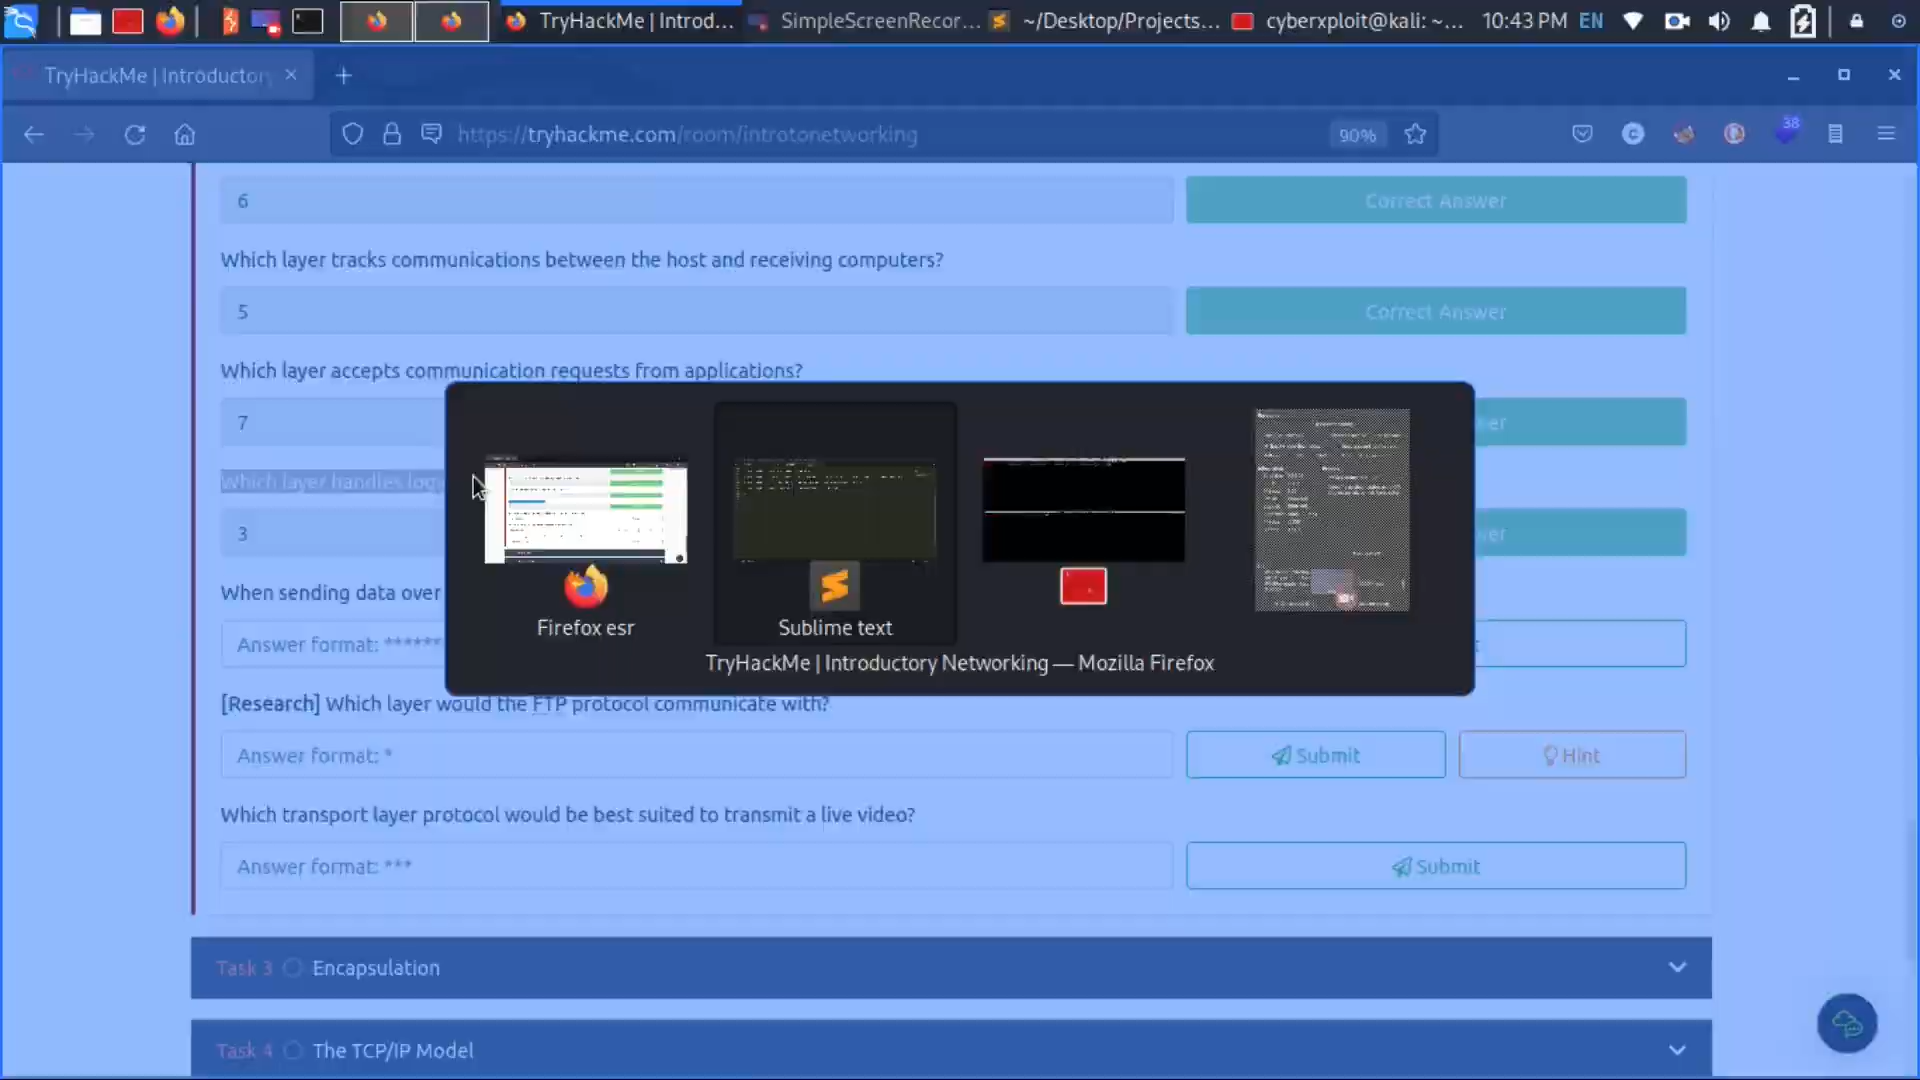 TryHackMe | Introd...
SimpleScreenRecor...
~/Desktop/Projects...
cyberxploit@kali: ~...
10:43 PM
EN
TryHackMe | Introductory
https://tryhackme.com/room/introtonetworking
90%
38
6
Correct Answer
Which layer tracks communications between the host and receiving computers?
5
Correct Answer
Which layer accepts communication requests from applications?
7
Which layer handles log
3
When sending data over
Answer format: ******
Firefox esr
Sublime text
TryHackMe | Introductory Networking — Mozilla Firefox
[Research] Which layer would the FTP protocol communicate with?
Answer format: *
Submit
Hint
Which transport layer protocol would be best suited to transmit a live video?
Answer format: ***
Submit
Task 3 Encapsulation
Task 4 The TCP/IP Model